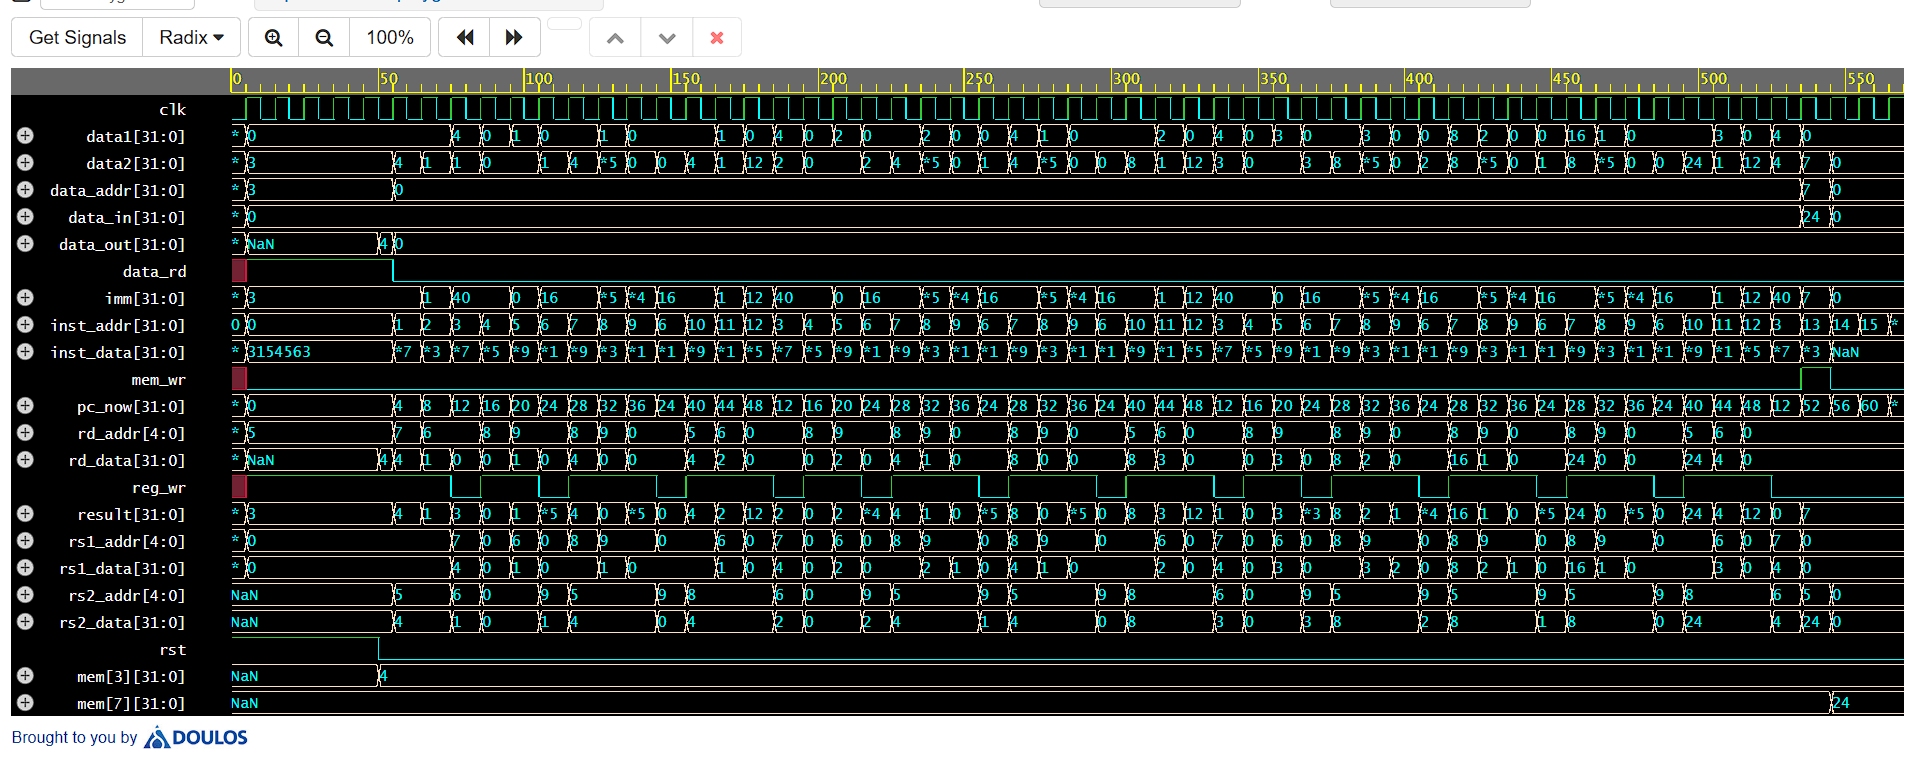 Get Signals Radix 100%
0 50 100 150 200 250 300 350 400 450 500 550
clk
data1[31:0] * 0 4 0 1 0 1 0 1 0 4 0 2 0 2 0 0 4 1 0 2 0 4 0 3 0 3 0 0 8 2 0 0 16 1 0 3 0 4 0
data2[31:0] * 3 4 1 1 0 1 4 *5 0 0 4 1 12 2 0 2 4 *5 0 1 4 *5 0 0 8 1 12 3 0 3 8 *5 0 2 8 *5 0 1 8 *5 0 0 24 1 12 4 7 0
data_addr[31:0] * 3 0 7 0
data_in[31:0] * 0 24 0
data_out[31:0] * NaN 4 0
data_rd
imm[31:0] * 3 1 40 0 16 *5 *4 16 1 12 40 0 16 *5 *4 16 *5 *4 16 1 12 40 0 16 *5 *4 16 *5 *4 16 *5 *4 16 1 12 40 7 0
inst_addr[31:0] 0 0 1 2 3 4 5 6 7 8 9 6 10 11 12 3 4 5 6 7 8 9 6 7 8 9 6 10 11 12 3 4 5 6 7 8 9 6 7 8 9 6 7 8 9 6 10 11 12 3 13 14 15 *
inst_data[31:0] * 3154563 *7 *3 *7 *5 *9 *1 *9 *3 *1 *1 *9 *1 *5 *7 *5 *9 *1 *9 *3 *1 *1 *9 *3 *1 *1 *9 *1 *5 *7 *5 *9 *1 *9 *3 *1 *1 *9 *3 *1 *1 *9 *3 *1 *1 *9 *1 *5 *7 *3 NaN
mem_wr
pc_now[31:0] * 0 4 8 12 16 20 24 28 32 36 24 40 44 48 12 16 20 24 28 32 36 24 28 32 36 24 40 44 48 12 16 20 24 28 32 36 24 28 32 36 24 28 32 36 24 40 44 48 12 52 56 60 *
rd_addr[4:0] * 5 7 6 8 9 8 9 0 5 6 0 8 9 8 9 0 8 9 0 5 6 0 8 9 8 9 0 8 9 0 8 9 0 5 6 0
rd_data[31:0] * NaN 4 4 1 0 0 1 0 4 0 0 4 2 0 0 2 0 4 1 0 8 0 0 8 3 0 0 3 0 8 2 0 16 1 0 24 0 0 24 4 0
reg_wr
result[31:0] * 3 4 1 3 0 1 *5 4 0 *5 0 4 2 12 2 0 2 *4 4 1 0 *5 8 0 *5 0 8 3 12 1 0 3 *3 8 2 1 *4 16 1 0 *5 24 0 *5 0 24 4 12 0 7
rs1_addr[4:0] * 0 7 0 6 0 8 9 0 6 0 7 0 6 0 8 9 0 8 9 0 6 0 7 0 6 0 8 9 0 8 9 0 8 9 0 6 0 7 0
rs1_data[31:0] * 0 4 0 1 0 1 0 1 0 4 0 2 0 2 1 0 4 1 0 2 0 4 0 3 0 3 2 0 8 2 1 0 16 1 0 3 0 4 0
rs2_addr[4:0] NaN 5 6 0 9 5 9 8 6 0 9 5 9 5 9 8 6 0 9 5 9 5 9 5 9 8 6 5 0
rs2_data[31:0] NaN 4 1 0 1 4 0 4 2 0 2 4 1 4 0 8 3 0 3 8 2 8 1 8 0 24 4 24 0
rst
mem[3][31:0] NaN 4
mem[7][31:0] NaN 24
Brought to you by DOULOS